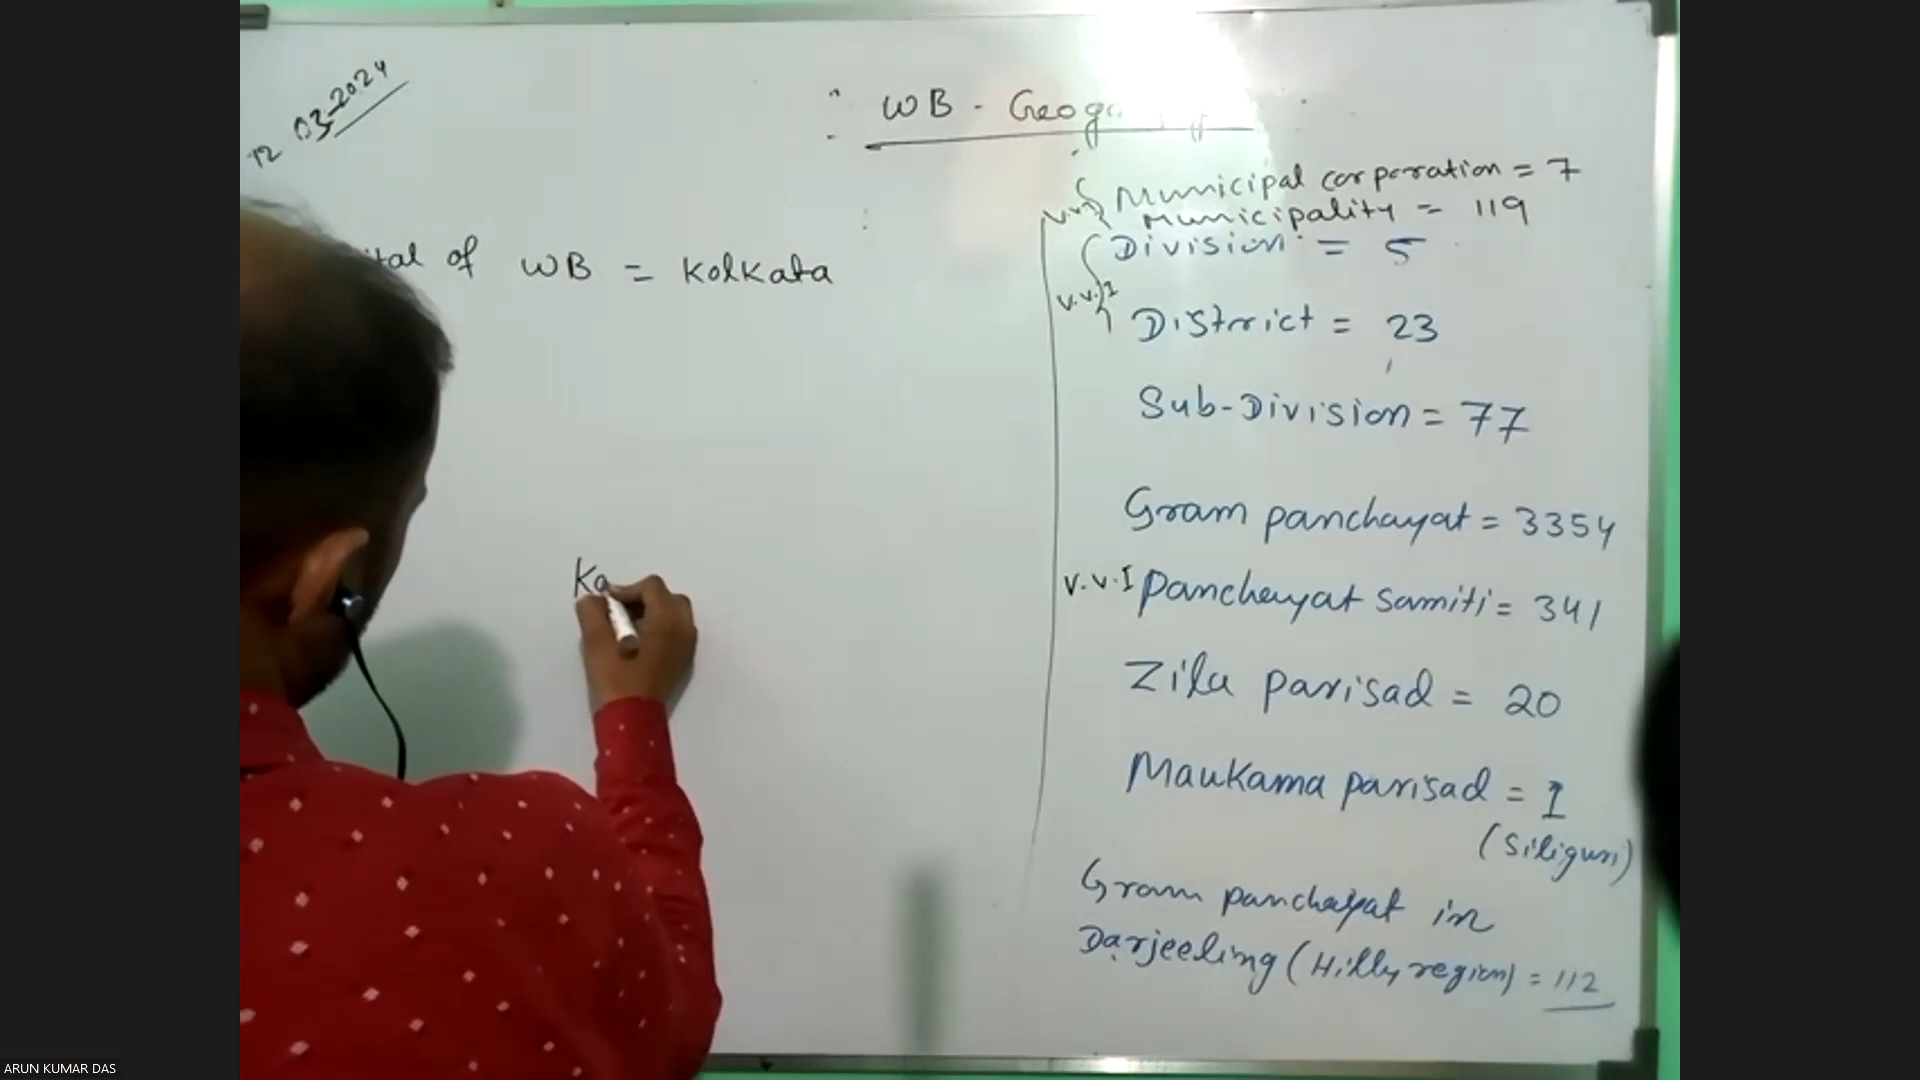 12 03-2024
WB - Geog
ital of WB = Kolkata
Ka
Municipal corporation = 7
V.V.I Municipality = 119
Division = 5
V.V.I
District = 23
Sub-Division = 77
Gram panchayat = 3354
V.V.I panchayat samiti = 341
Zila parisad = 20
Maukama parisad = 1
(Siliguri)
Gram panchayat in
Darjeeling (Hilly region) = 112
ARUN KUMAR DAS